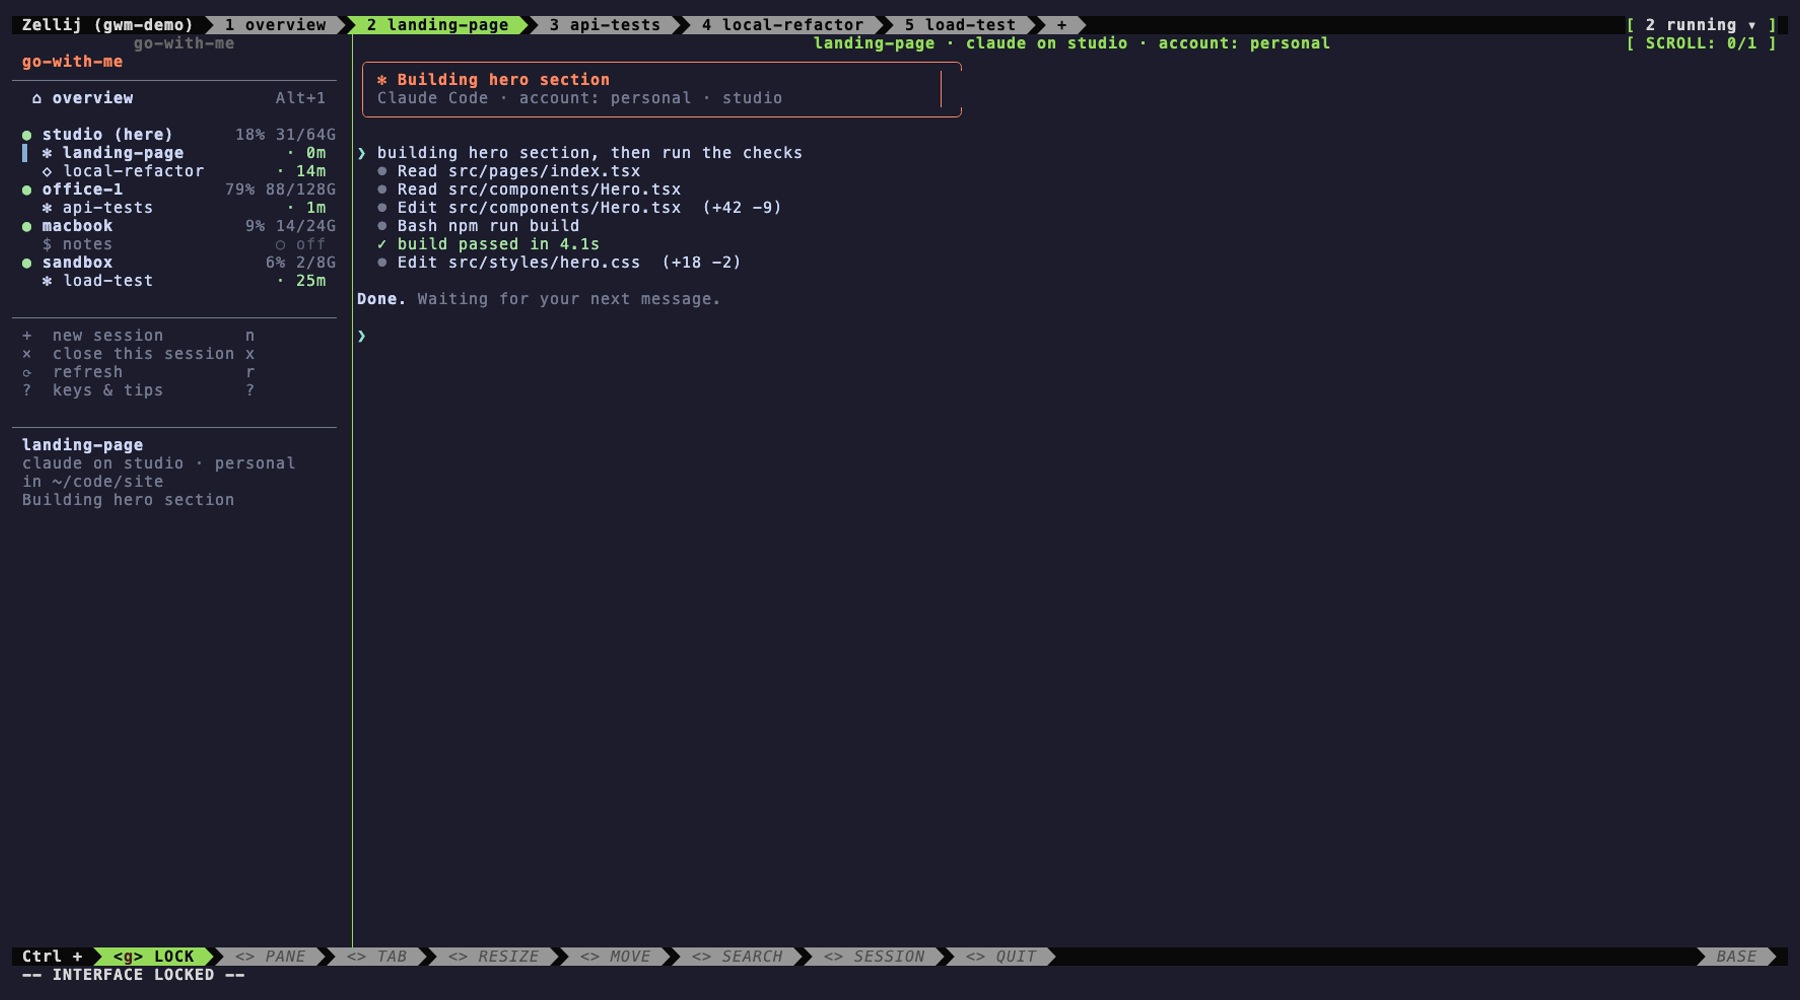 Zellij (gwm-demo) 1 overview 2 landing-page 3 api-tests 4 local-refactor 5 load-test + [ 2 running ▾ ]
go-with-me
landing-page · claude on studio · account: personal [ SCROLL: 0/1 ]
go-with-me
⌂ overview Alt+1
● studio (here) 18% 31/64G
✻ landing-page · 0m
◇ local-refactor · 14m
● office-1 79% 88/128G
✻ api-tests · 1m
● macbook 9% 14/24G
$ notes ○ off
● sandbox 6% 2/8G
✻ load-test · 25m
+ new session n
× close this session x
⟳ refresh r
? keys & tips ?
landing-page
claude on studio · personal
in ~/code/site
Building hero section
✻ Building hero section
Claude Code · account: personal · studio
❯ building hero section, then run the checks
● Read src/pages/index.tsx
● Read src/components/Hero.tsx
● Edit src/components/Hero.tsx (+42 -9)
● Bash npm run build
✓ build passed in 4.1s
● Edit src/styles/hero.css (+18 -2)
Done. Waiting for your next message.
❯
Ctrl + <g> LOCK <> PANE <> TAB <> RESIZE <> MOVE <> SEARCH <> SESSION <> QUIT BASE
-- INTERFACE LOCKED --